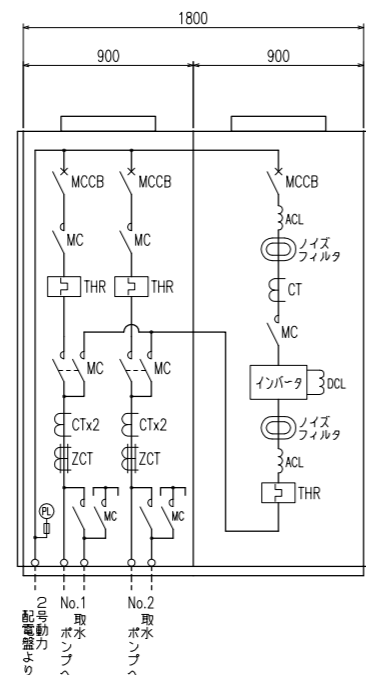 1800
900
900
MCCB
MCCB
MCCB
ACL
ノイズ
フィルタ
MC
MC
CT
THR
THR
MC
MC
MC
インバータ
DCL
CTx2
CTx2
ノイズ
フィルタ
ZCT
ZCT
ACL
THR
PL
MC
MC
2号動力
配電盤より
No.1
取水
ポンプへ
No.2
取水
ポンプへ